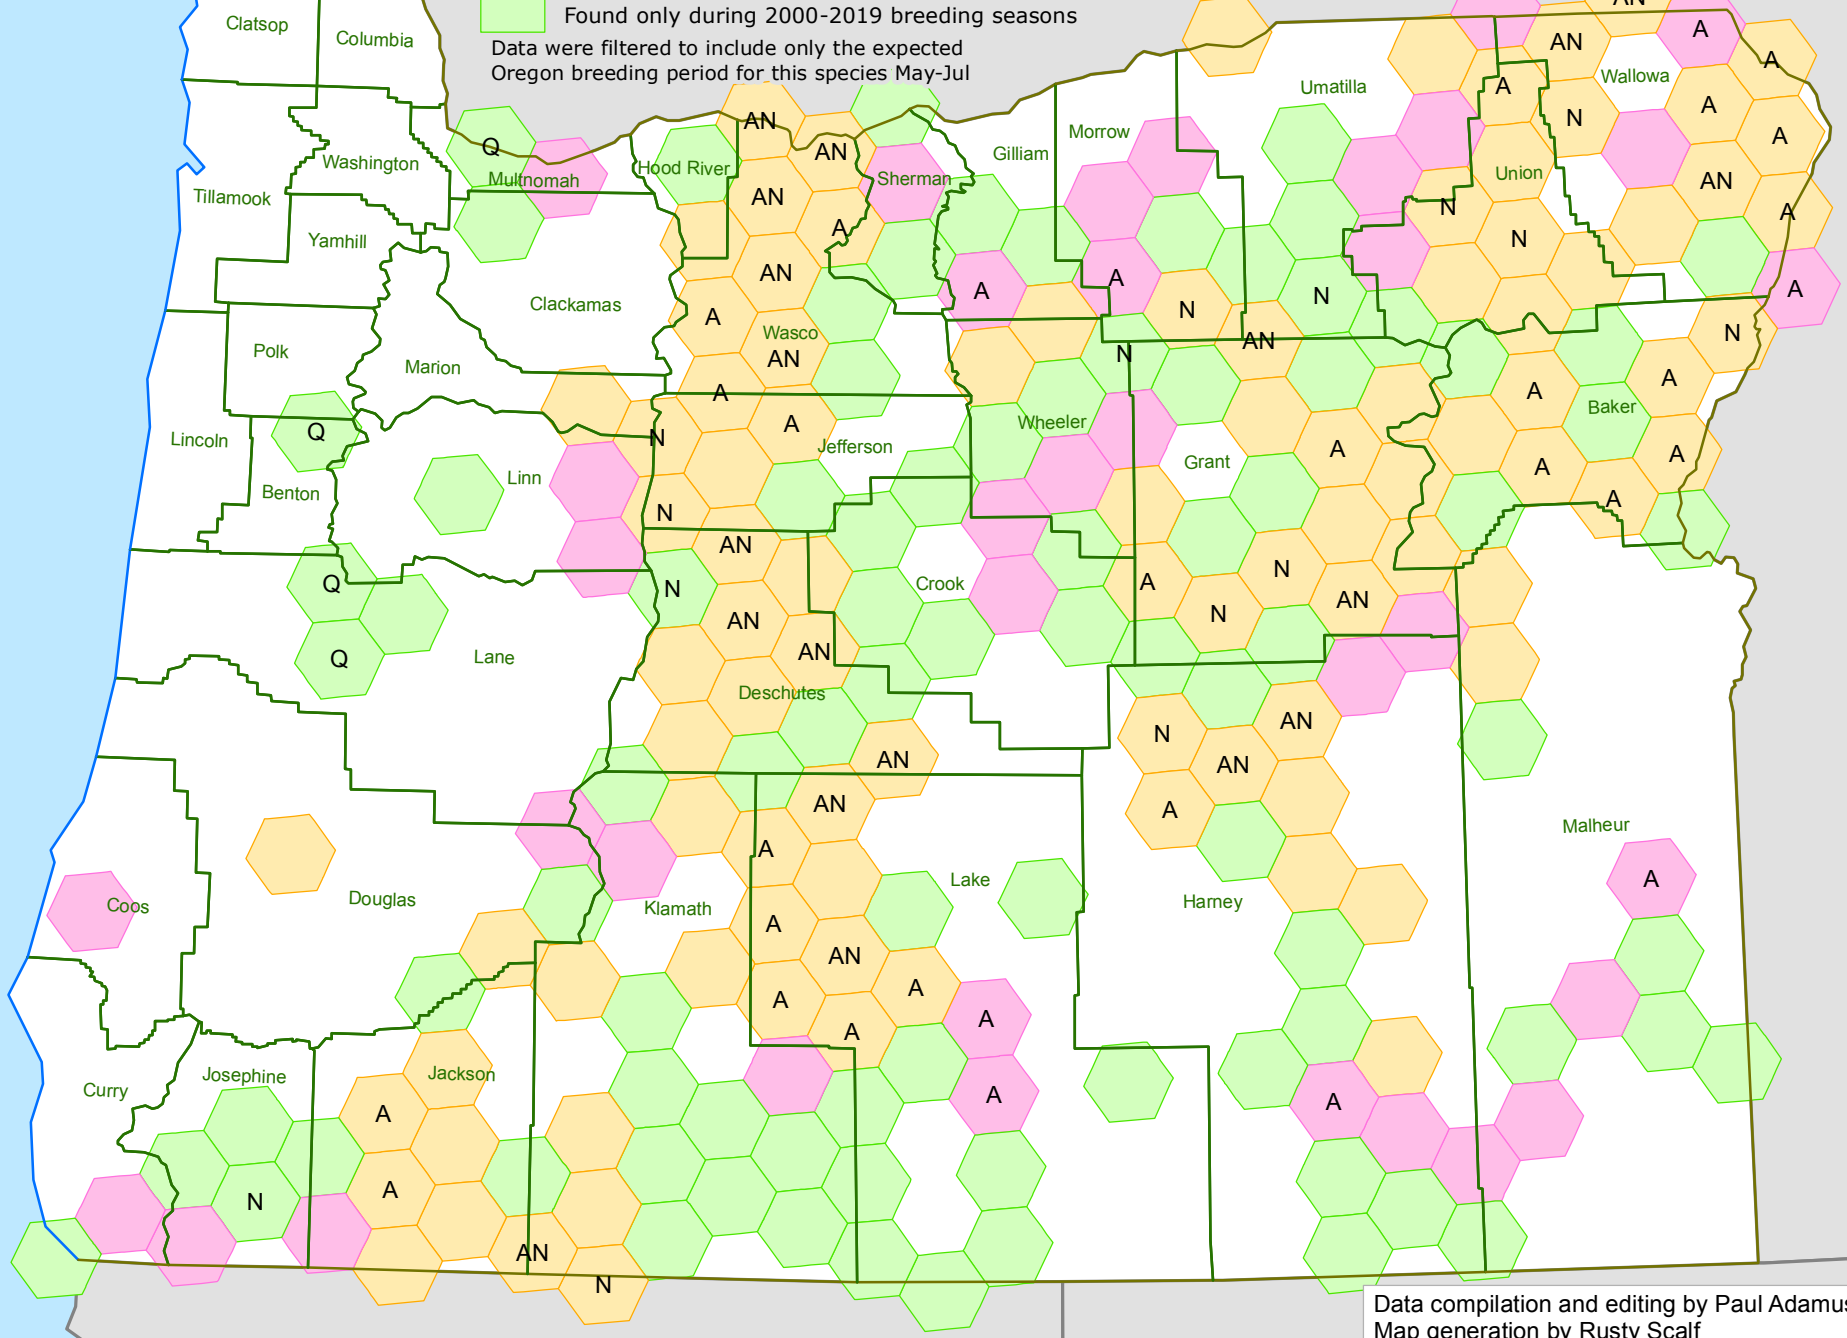 AN
Clatsop
Columbia
Found only during 2000-2019 breeding seasons
Data were filtered to include only the expected
Oregon breeding period for this species May-Jul
A
AN
A
Wallowa
Umatilla
A
A
N
AN
Morrow
A
Q
AN
Washington
Gilliam
Hood River
Multnomah
Sherman
Union
AN
Tillamook
AN
N
A
A
Yamhill
N
AN
A
A
A
N
Clackamas
N
A
Wasco
N
AN
Polk
N
AN
Marion
A
A
A
Baker
A
Wheeler
Q
N
Lincoln
Jefferson
A
A
Grant
A
Linn
Benton
A
N
AN
N
Q
Crook
N
A
AN
N
AN
AN
Q
Lane
Deschutes
AN
N
AN
AN
AN
A
Malheur
A
Lake
A
Douglas
Harney
Coos
Klamath
A
AN
A
A
A
A
Jackson
Josephine
Curry
A
A
A
A
N
AN
N
Data compilation and editing by Paul Adamus
Map generation by Rusty Scalf